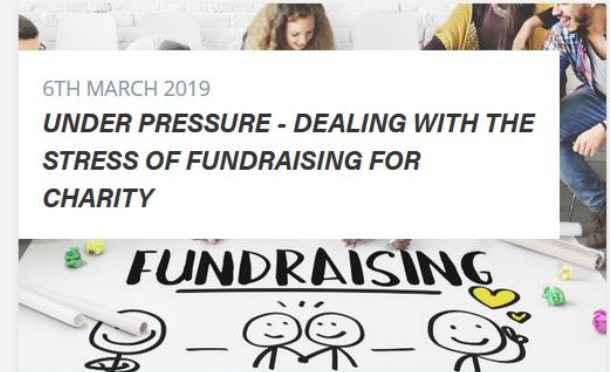 6TH MARCH 2019
UNDER PRESSURE - DEALING WITH THE
STRESS OF FUNDRAISING FOR
CHARITY
FUNDRAISING